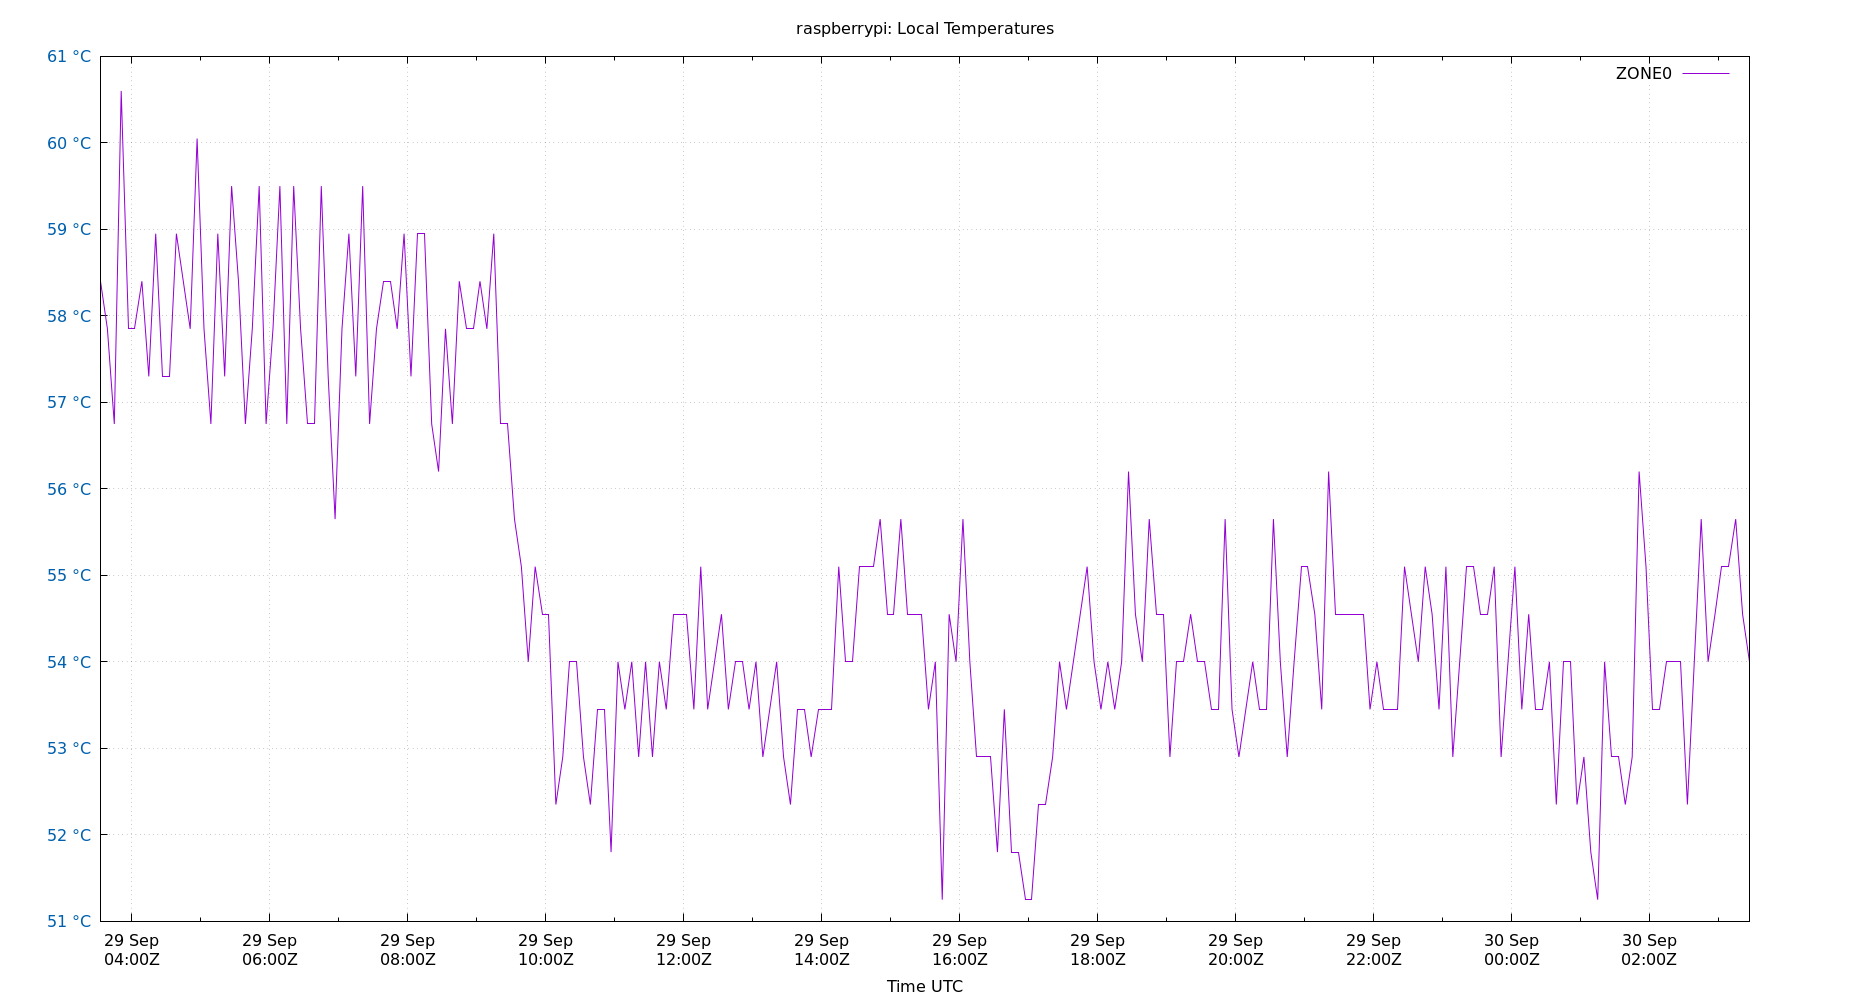 raspberrypi: Local Temperatures
61 °C
ZONE0
60 °C
59 °C
58 °C
57 °C
56 °C
55 °C
54 °C
53 °C
52 °C
51 °C
29 Sep 29 Sep 29 Sep 29 Sep 29 Sep 29 Sep 29 Sep 29 Sep 29 Sep 29 Sep 30 Sep 30 Sep
04:00Z 06:00Z 08:00Z 10:00Z 12:00Z 14:00Z 16:00Z 18:00Z 20:00Z 22:00Z 00:00Z 02:00Z
Time UTC